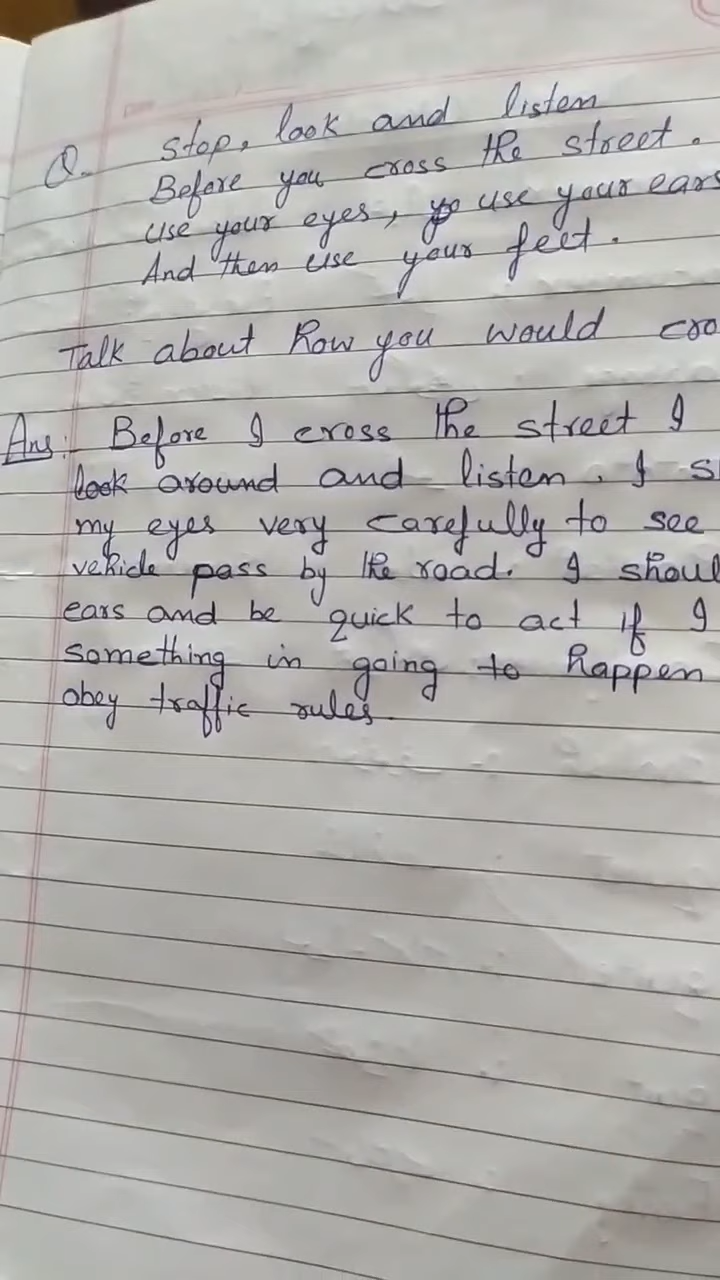 Q. Stop, look and listen
Before you cross the street.
Use your eyes, use your ears
And then use your feet.
Talk about how you would cro
Ans: Before I cross the street I
look around and listen. I s
my eyes very carefully to see
vehicle pass by the road. I shoul
ears and be quick to act if I
something in going to happen
obey traffic rules.